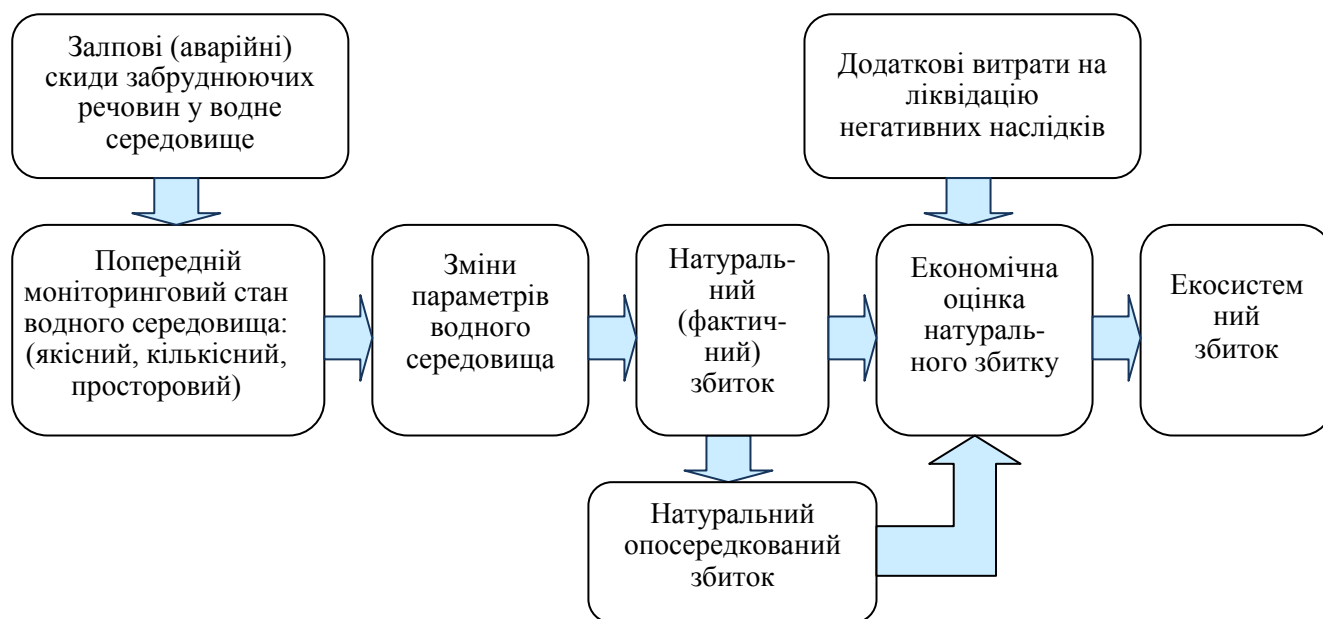 Залпові (аварійні)
скиди забруднюючих
речовин у водне
середовище
Додаткові витрати на
ліквідацію
негативних наслідків
Попередній
моніторинговий стан
водного середовища:
(якісний, кількісний,
просторовий)
Зміни
параметрів
водного
середовища
Натураль-
ний
(фактич-
ний)
збиток
Економічна
оцінка
натураль-
ного збитку
Екосистем
ний
збиток
Натуральний
опосередкований
збиток